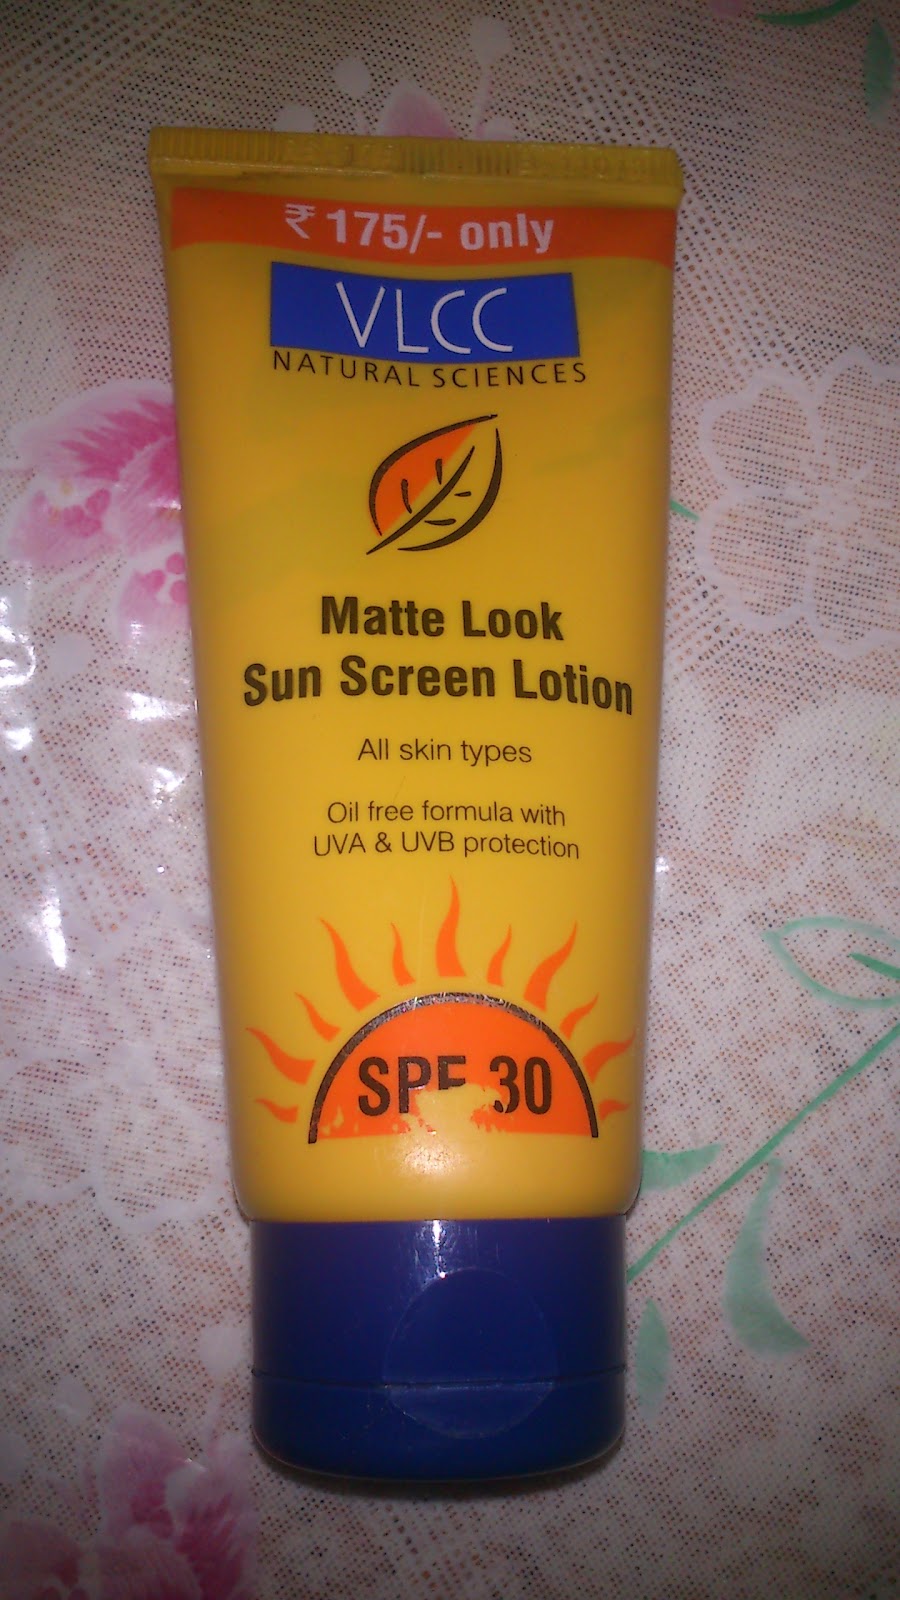 ₹ 175/- only
VLCC
NATURAL SCIENCES
Matte Look
Sun Screen Lotion
All skin types
Oil free formula with
UVA & UVB protection
SPF 30